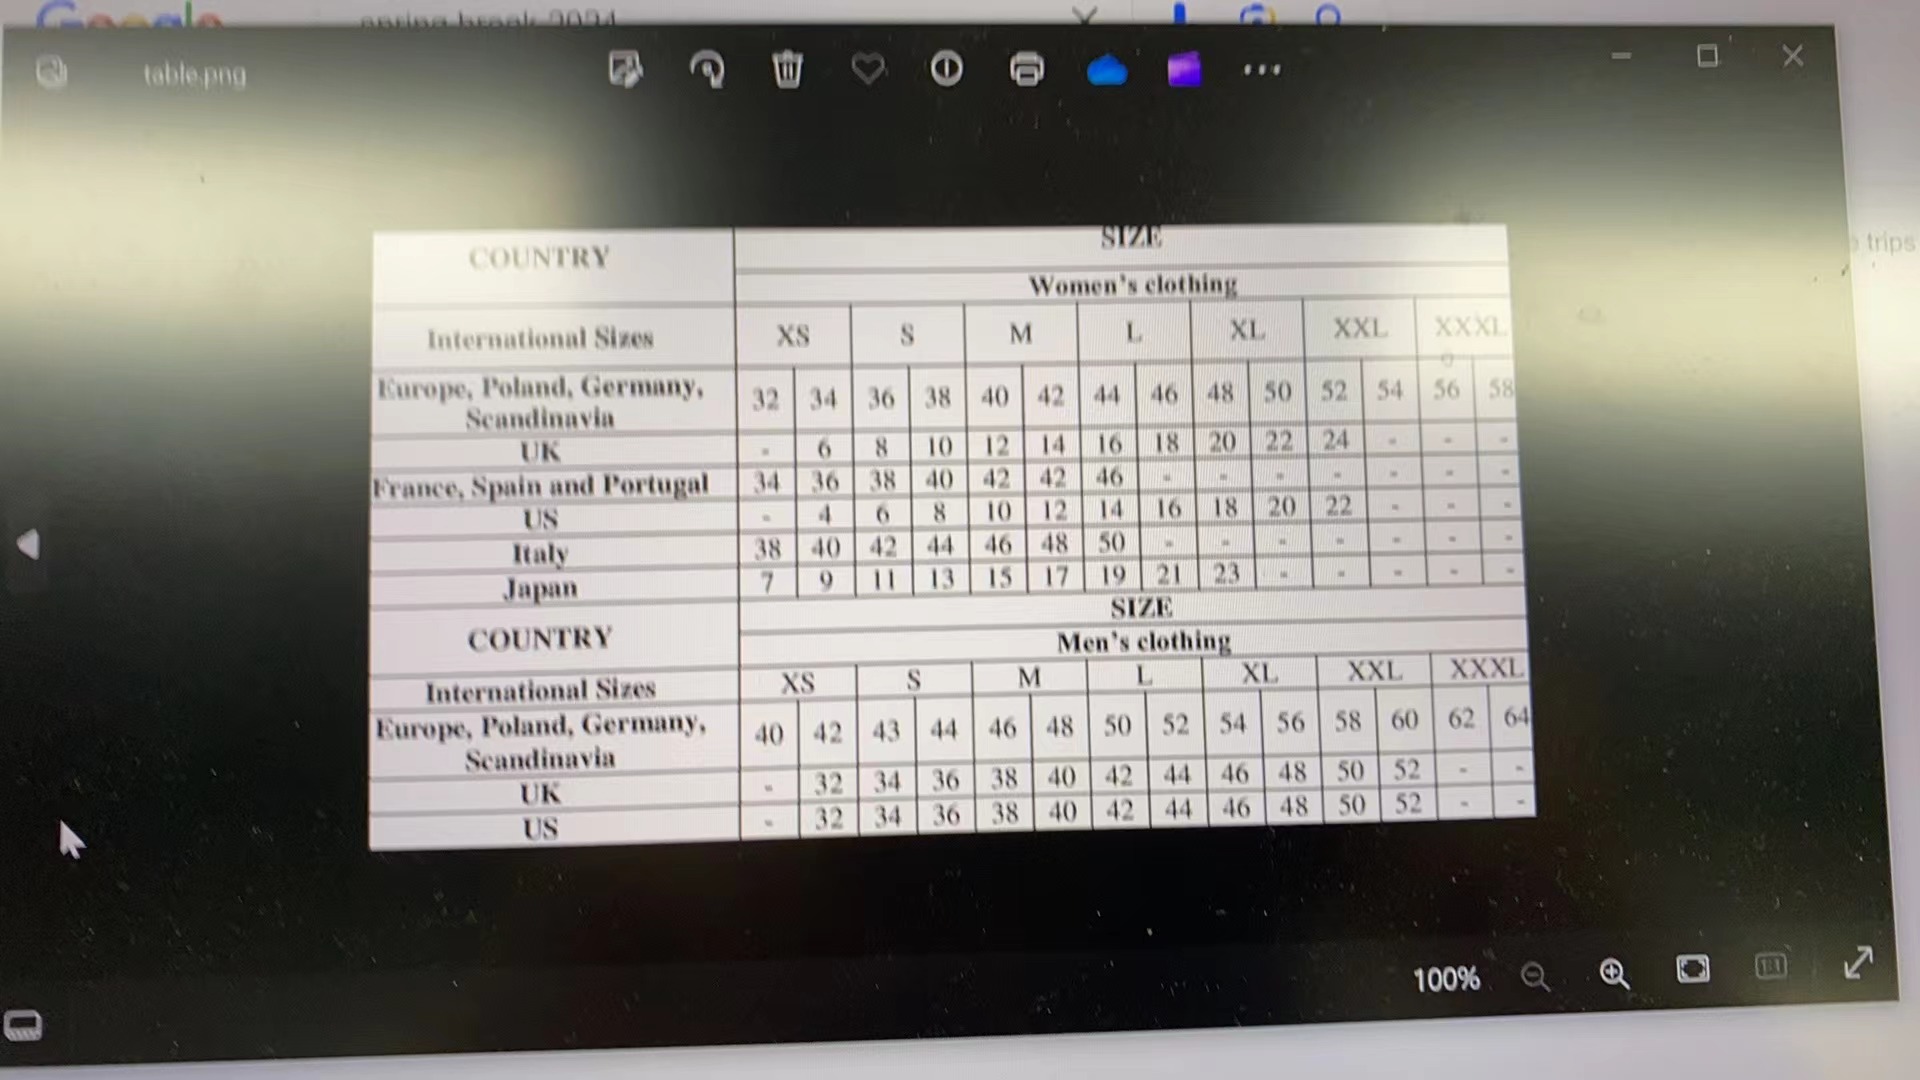 Google spring break 2024
table.png
trips
COUNTRY SIZE
Women's clothing
International Sizes XS S M L XL XXL XXXL
Europe, Poland, Germany, Scandinavia 32 34 36 38 40 42 44 46 48 50 52 54 56 58
UK - 6 8 10 12 14 16 18 20 22 24 - - -
France, Spain and Portugal 34 36 38 40 42 42 46 - - - - - - -
US - 4 6 8 10 12 14 16 18 20 22 - - -
Italy 38 40 42 44 46 48 50 - - - - - - -
Japan 7 9 11 13 15 17 19 21 23 - - - - -
COUNTRY SIZE
Men's clothing
International Sizes XS S M L XL XXL XXXL
Europe, Poland, Germany, Scandinavia 40 42 43 44 46 48 50 52 54 56 58 60 62 64
UK - 32 34 36 38 40 42 44 46 48 50 52 - -
US - 32 34 36 38 40 42 44 46 48 50 52 - -
100%
1:1